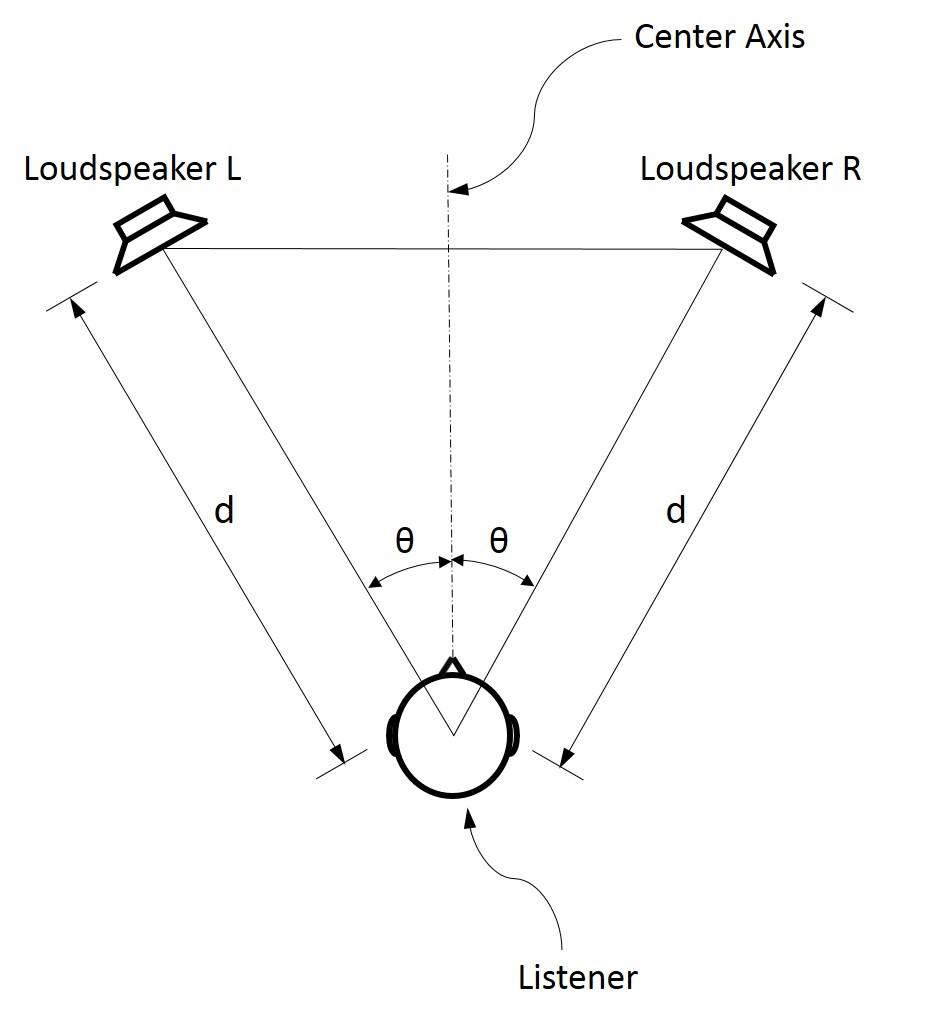 Center Axis
Loudspeaker L
Loudspeaker R
d
d
θ
θ
Listener